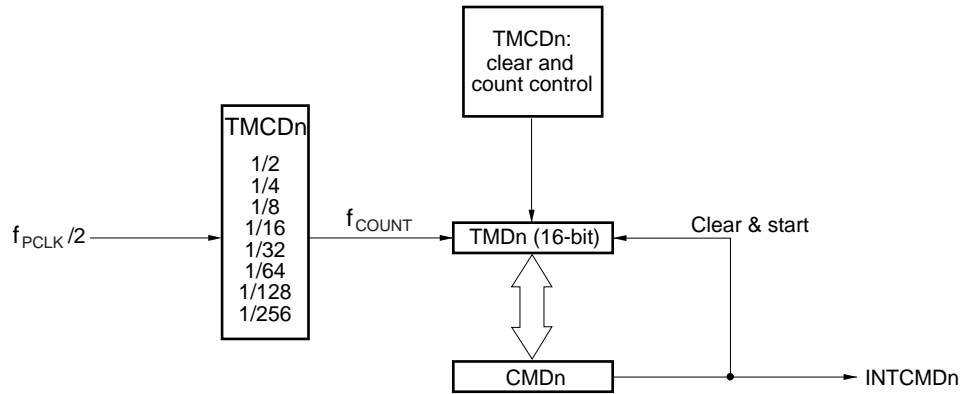 TMCDn:
clear and
count control
TMCDn
1/2
1/4
1/8
1/16
1/32
1/64
1/128
1/256
fPCLK/2
fCOUNT
TMDn (16-bit)
Clear & start
CMDn
INTCMDn